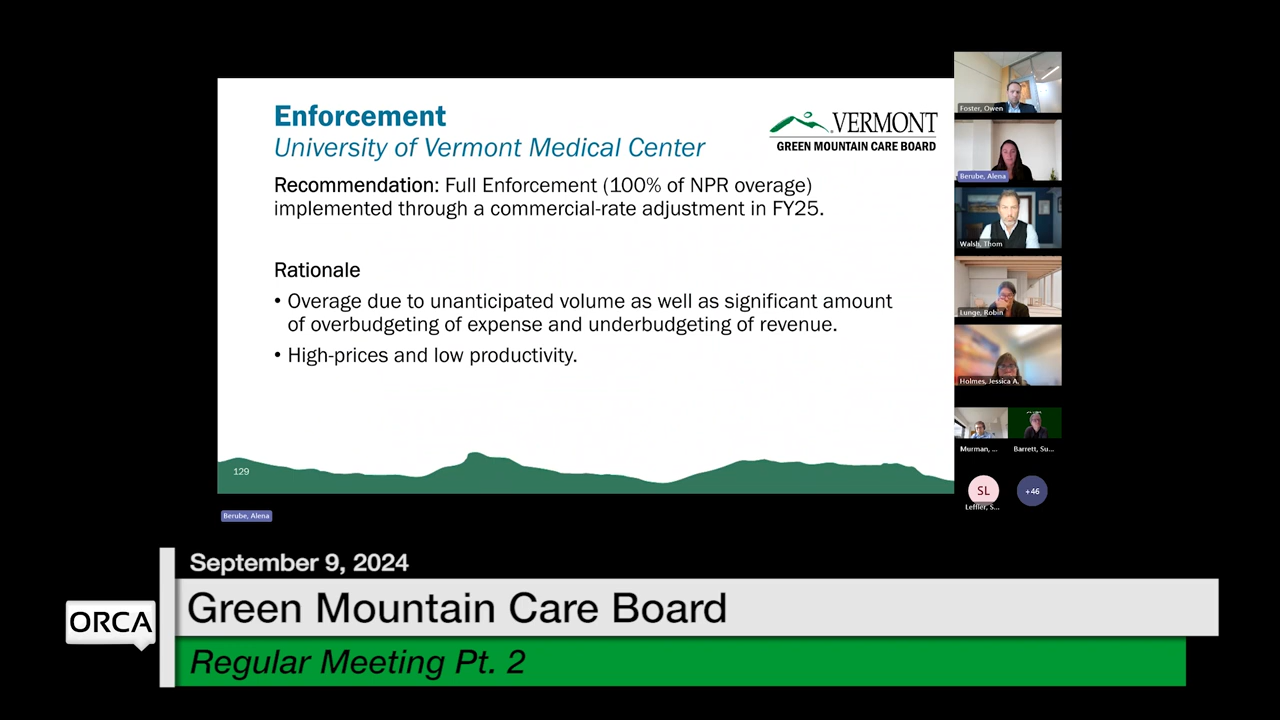 Enforcement
University of Vermont Medical Center
VERMONT
GREEN MOUNTAIN CARE BOARD
Recommendation: Full Enforcement (100% of NPR overage)
implemented through a commercial-rate adjustment in FY25.
Rationale
• Overage due to unanticipated volume as well as significant amount
of overbudgeting of expense and underbudgeting of revenue.
• High-prices and low productivity.
129
Foster, Owen
Berube, Alena
Walsh, Thom
Lunge, Robin
Holmes, Jessica A.
Murman, ...
Barrett, Su...
SL
+46
Leffler, S...
Berube, Alena
September 9, 2024
ORCA
Green Mountain Care Board
Regular Meeting Pt. 2